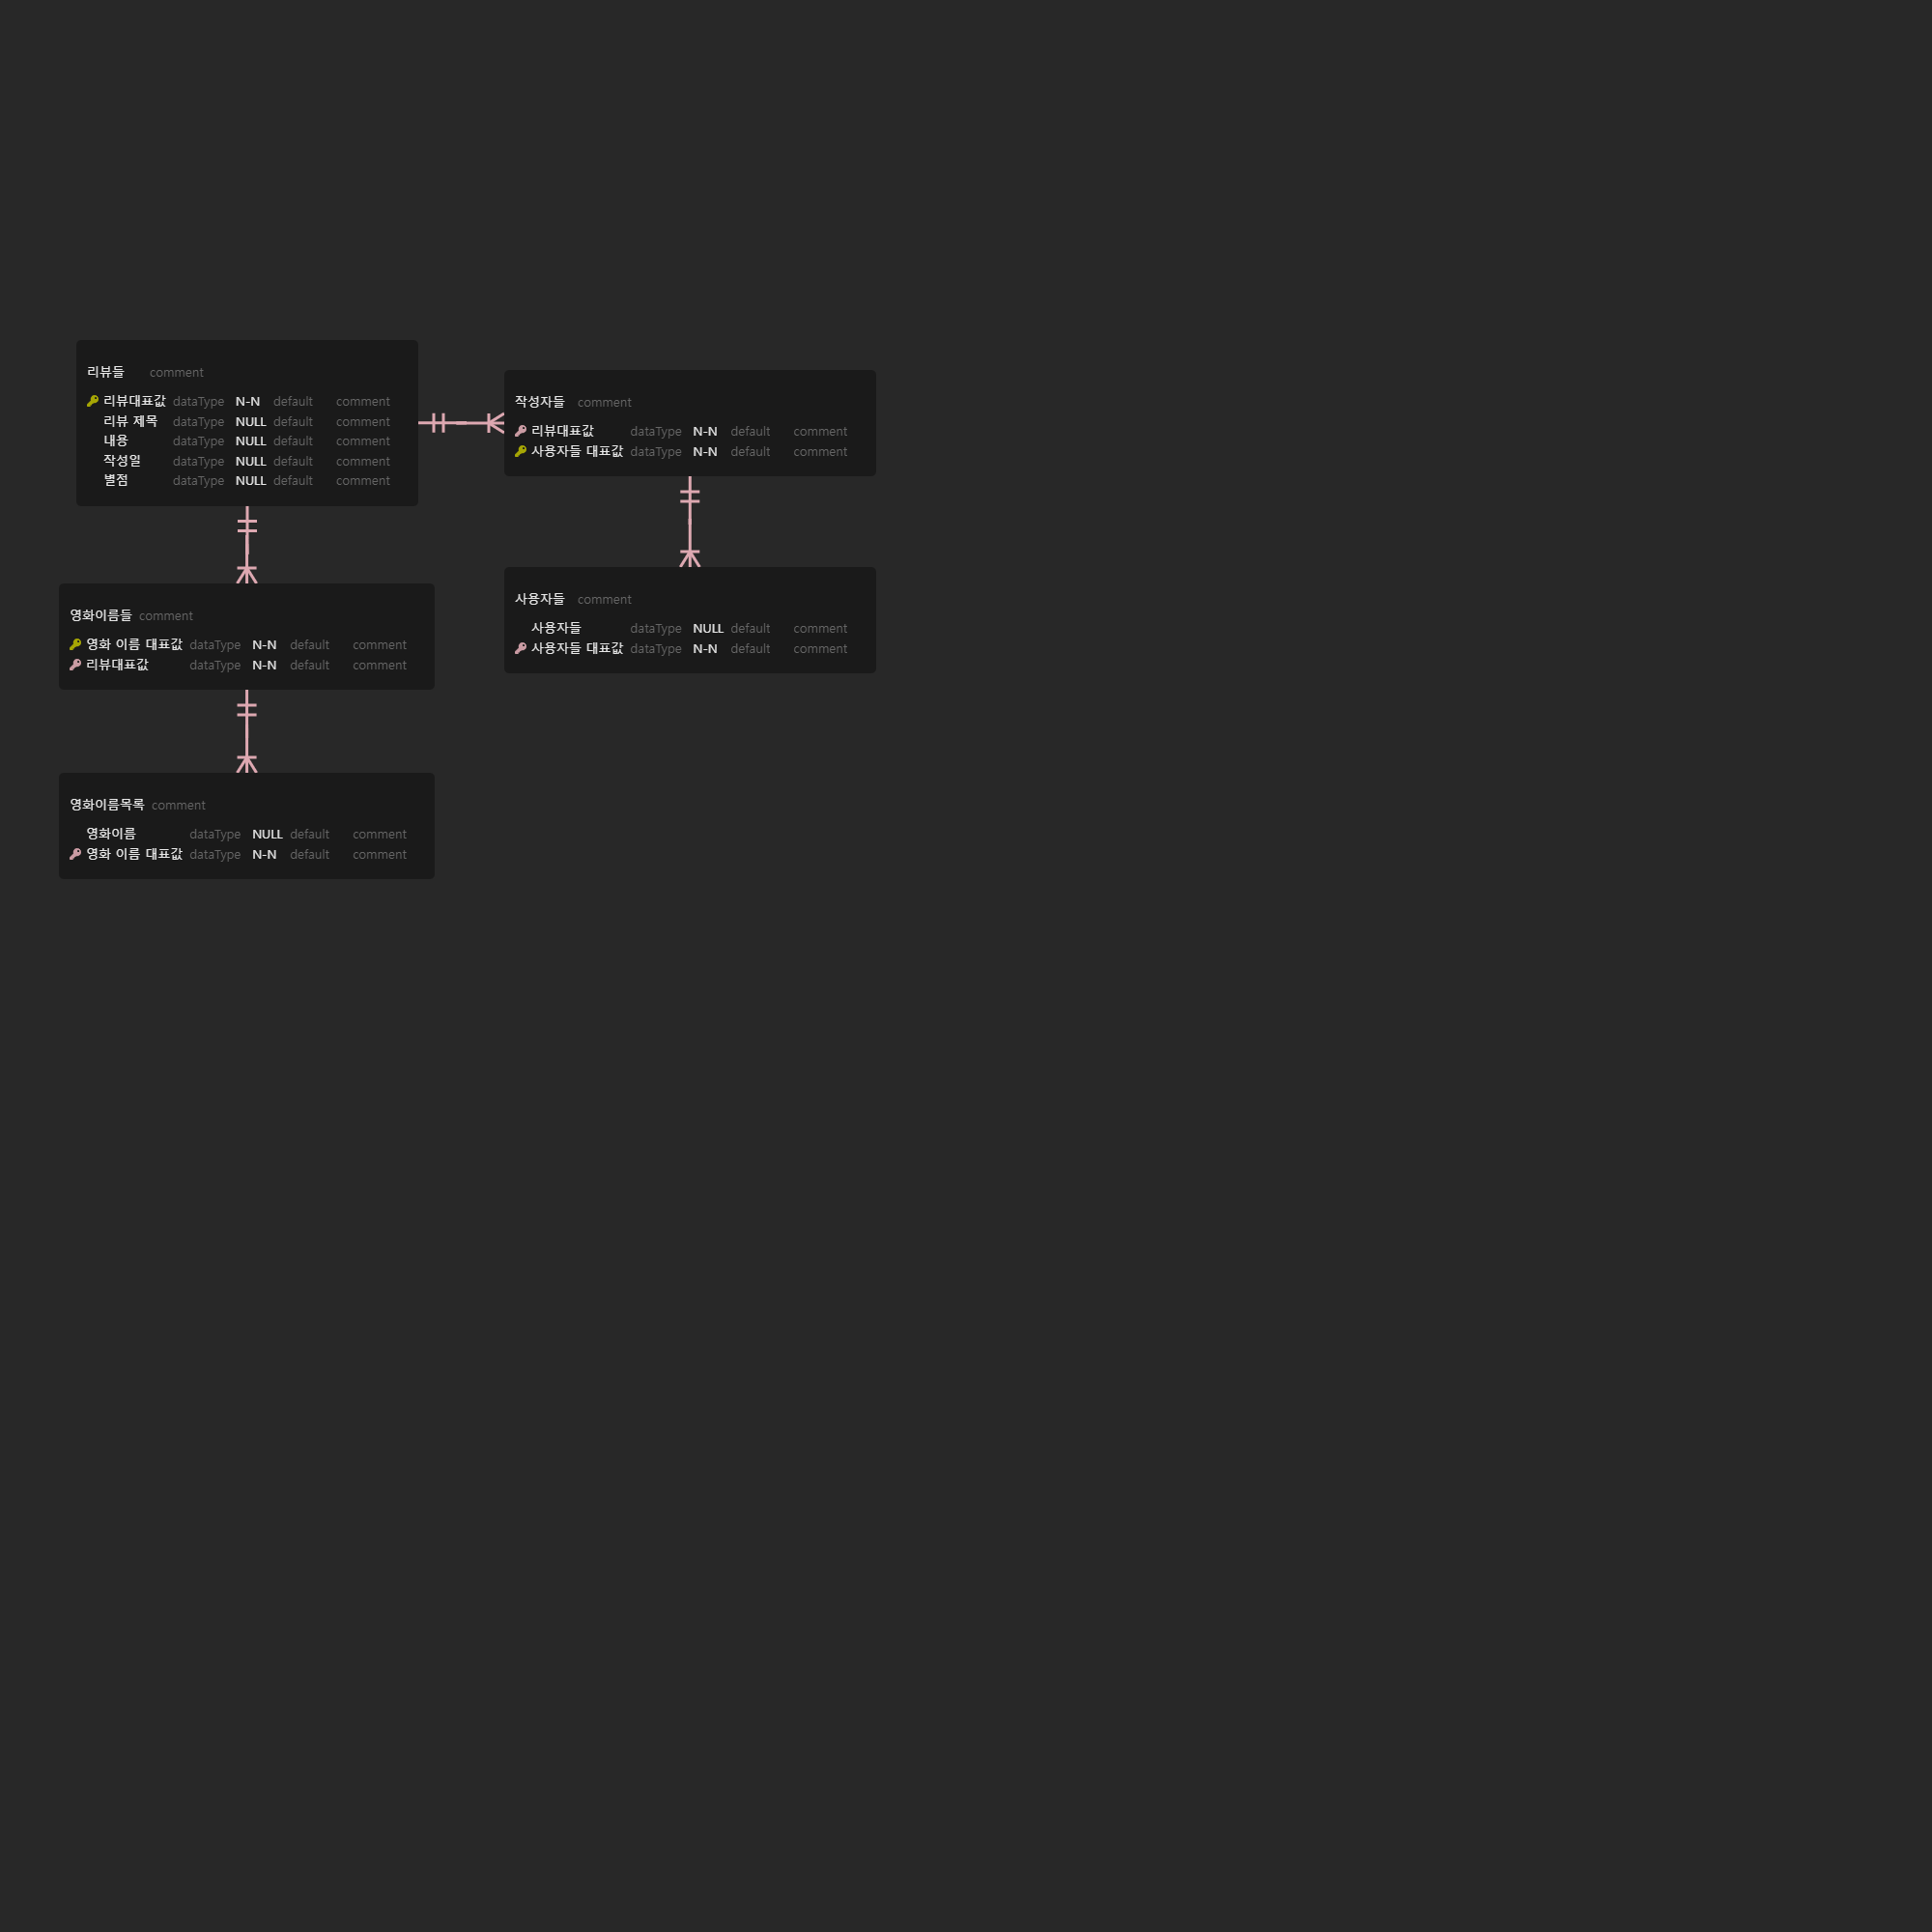 리뷰들 comment
리뷰대표값 dataType N-N default comment
리뷰 제목 dataType NULL default comment
내용 dataType NULL default comment
작성일 dataType NULL default comment
별점 dataType NULL default comment
작성자들 comment
리뷰대표값 dataType N-N default comment
사용자들 대표값 dataType N-N default comment
영화이름들 comment
영화 이름 대표값 dataType N-N default comment
리뷰대표값 dataType N-N default comment
사용자들 comment
사용자들 dataType NULL default comment
사용자들 대표값 dataType N-N default comment
영화이름목록 comment
영화이름 dataType NULL default comment
영화 이름 대표값 dataType N-N default comment